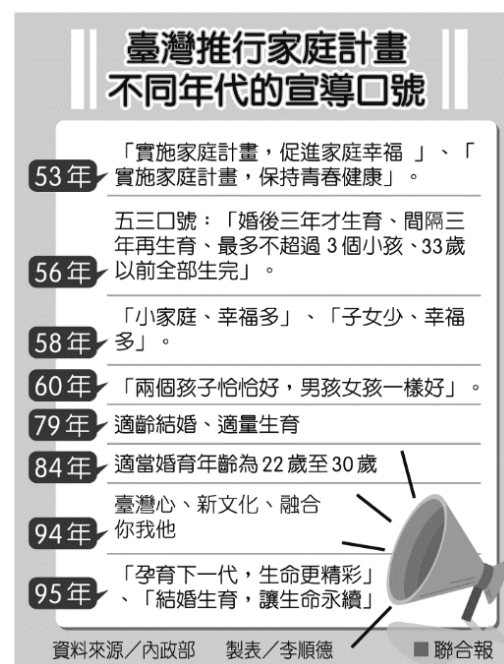 臺灣推行家庭計畫
不同年代的宣導口號
53年
「實施家庭計畫，促進家庭幸福 」、「
實施家庭計畫，保持青春健康」。
56年
五三口號：「婚後三年才生育、間隔三
年再生育、最多不超過 3 個小孩、33歲
以前全部生完」。
58年
「小家庭、幸福多」、「子女少、幸福
多」。
60年
「兩個孩子恰恰好，男孩女孩一樣好」。
79年
適齡結婚、適量生育
84年
適當婚育年齡為22歲至30歲
94年
臺灣心、新文化、融合
你我他
95年
「孕育下一代，生命更精彩」
、「結婚生育，讓生命永續」
資料來源／內政部 製表／李順德 ■聯合報